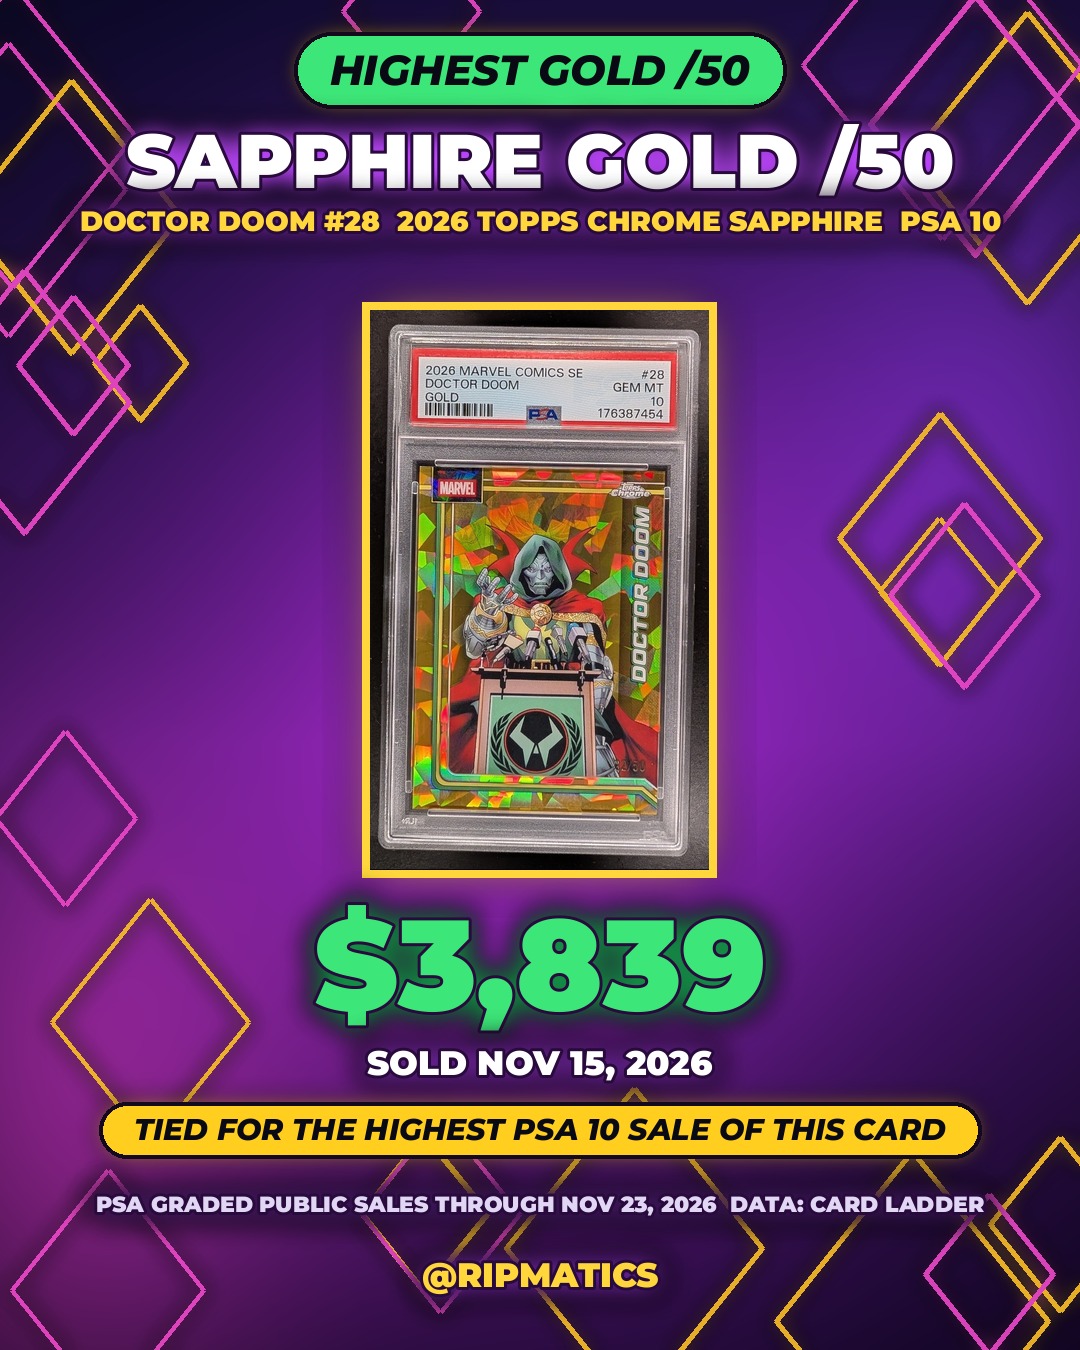 HIGHEST GOLD /50
SAPPHIRE GOLD /50
DOCTOR DOOM #28 2026 TOPPS CHROME SAPPHIRE PSA 10
2026 MARVEL COMICS SE #28
DOCTOR DOOM GEM MT
GOLD 10
PSA 176387454
MARVEL
Topps Chrome
DOCTOR DOOM
$3,839
SOLD NOV 15, 2026
TIED FOR THE HIGHEST PSA 10 SALE OF THIS CARD
PSA GRADED PUBLIC SALES THROUGH NOV 23, 2026 DATA: CARD LADDER
@RIPMATICS